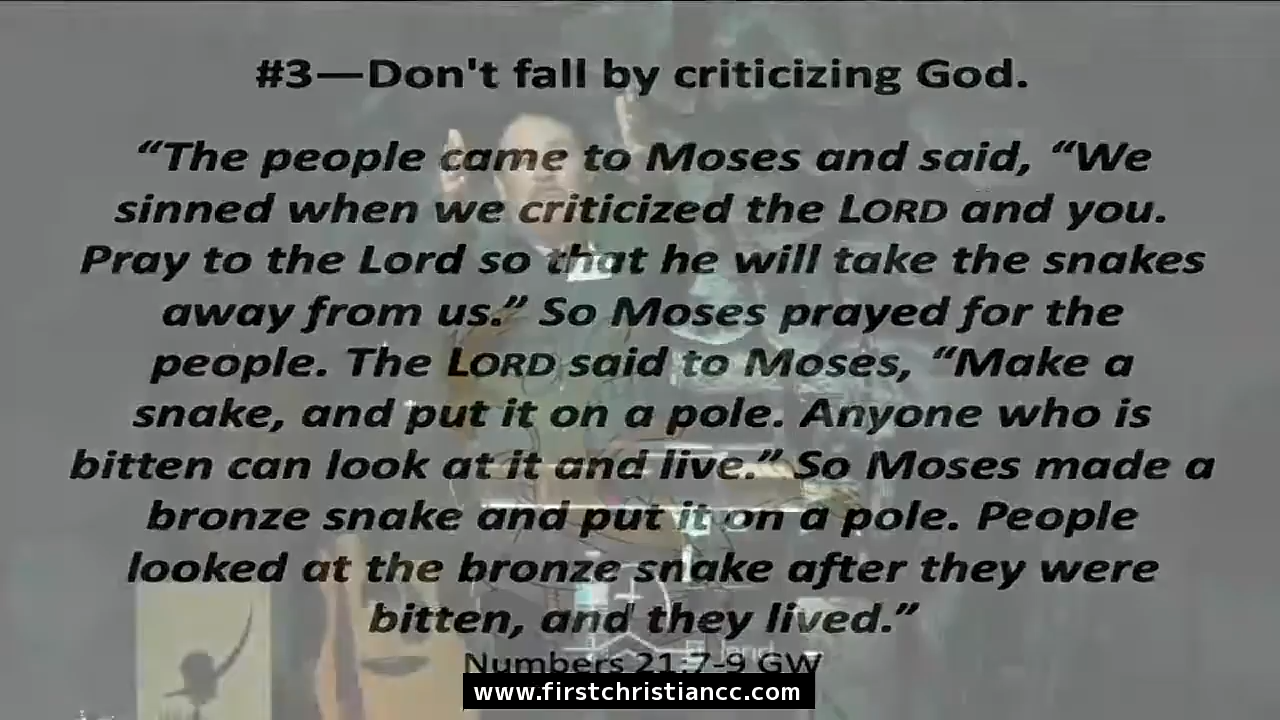 #3—Don't fall by criticizing God.
“The people came to Moses and said, “We
sinned when we criticized the LORD and you.
Pray to the Lord so that he will take the snakes
away from us.” So Moses prayed for the
people. The LORD said to Moses, “Make a
snake, and put it on a pole. Anyone who is
bitten can look at it and live.” So Moses made a
bronze snake and put it on a pole. People
looked at the bronze snake after they were
bitten, and they lived.”
Numbers 21:7-9 GW
www.firstchristiancc.com